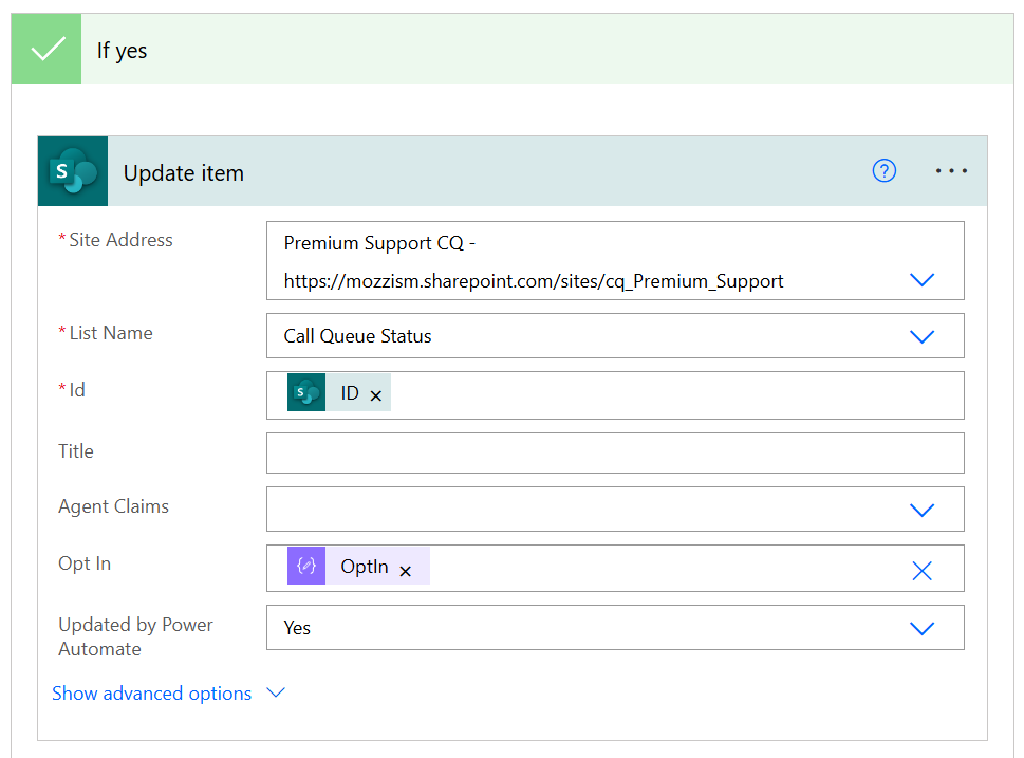 If yes
Update item
* Site Address
Premium Support CQ -
https://mozzism.sharepoint.com/sites/cq_Premium_Support
* List Name
Call Queue Status
* Id
ID
Title
Agent Claims
Opt In
OptIn
Updated by Power
Automate
Yes
Show advanced options